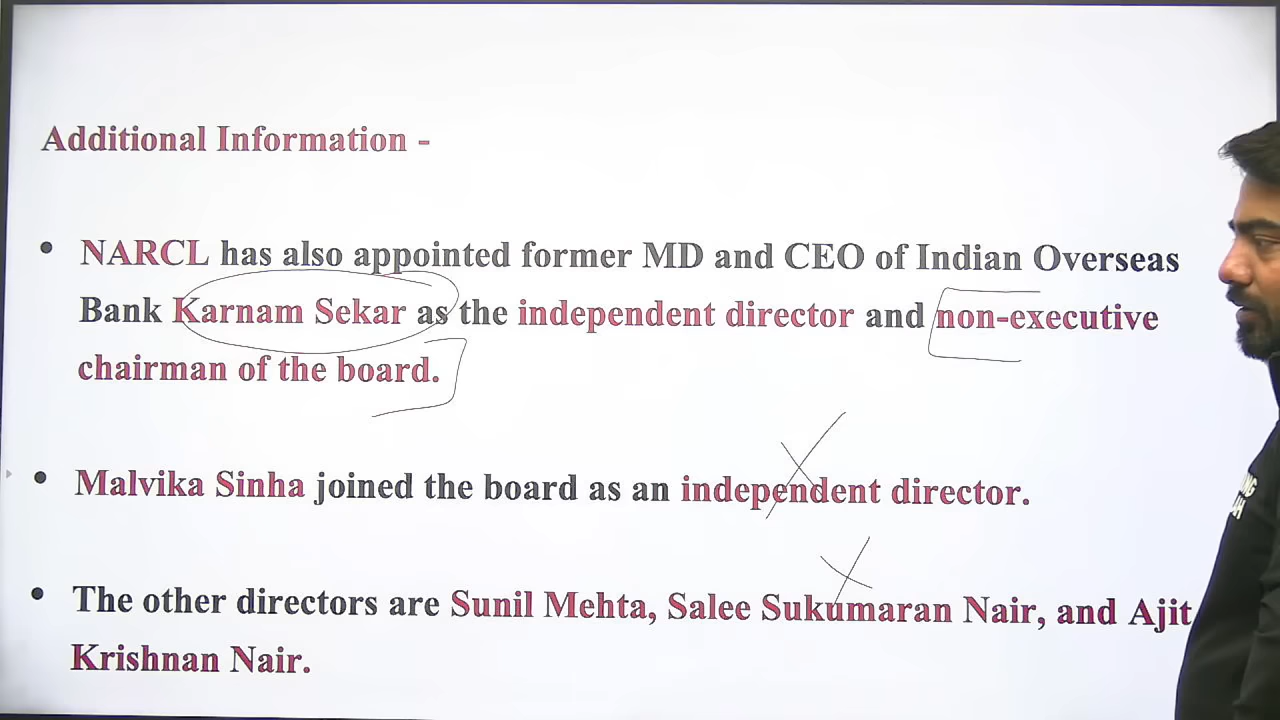 Additional Information -
NARCL has also appointed former MD and CEO of Indian Overseas
Bank Karnam Sekar as the independent director and non-executive
chairman of the board.
Malvika Sinha joined the board as an independent director.
The other directors are Sunil Mehta, Salee Sukumaran Nair, and Ajit
Krishnan Nair.